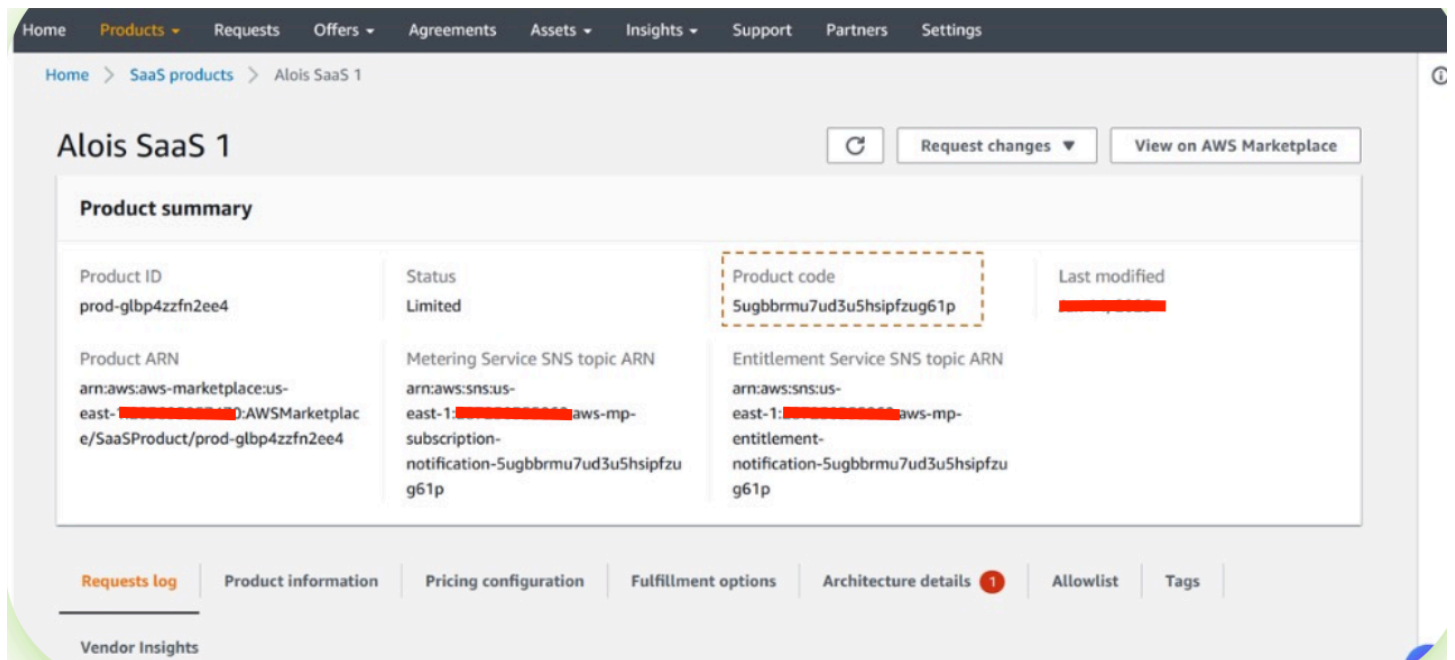 Home Products Requests Offers Agreements Assets Insights Support Partners Settings
Home > SaaS products > Alois SaaS 1
Alois SaaS 1
Request changes
View on AWS Marketplace
Product summary
Product ID
prod-glbp4zzfn2ee4
Status
Limited
Product code
5ugbbrmu7ud3u5hsipfzug61p
Last modified
Product ARN
arn:aws:aws-marketplace:us-
east- 0:AWSMarketplac
e/SaaSProduct/prod-glbp4zzfn2ee4
Metering Service SNS topic ARN
arn:aws:sns:us-
east-1: aws-mp-
subscription-
notification-5ugbbrmu7ud3u5hsipfzu
g61p
Entitlement Service SNS topic ARN
arn:aws:sns:us-
east-1: aws-mp-
entitlement-
notification-5ugbbrmu7ud3u5hsipfzu
g61p
Requests log Product information Pricing configuration Fulfillment options Architecture details 1 Allowlist Tags
Vendor Insights